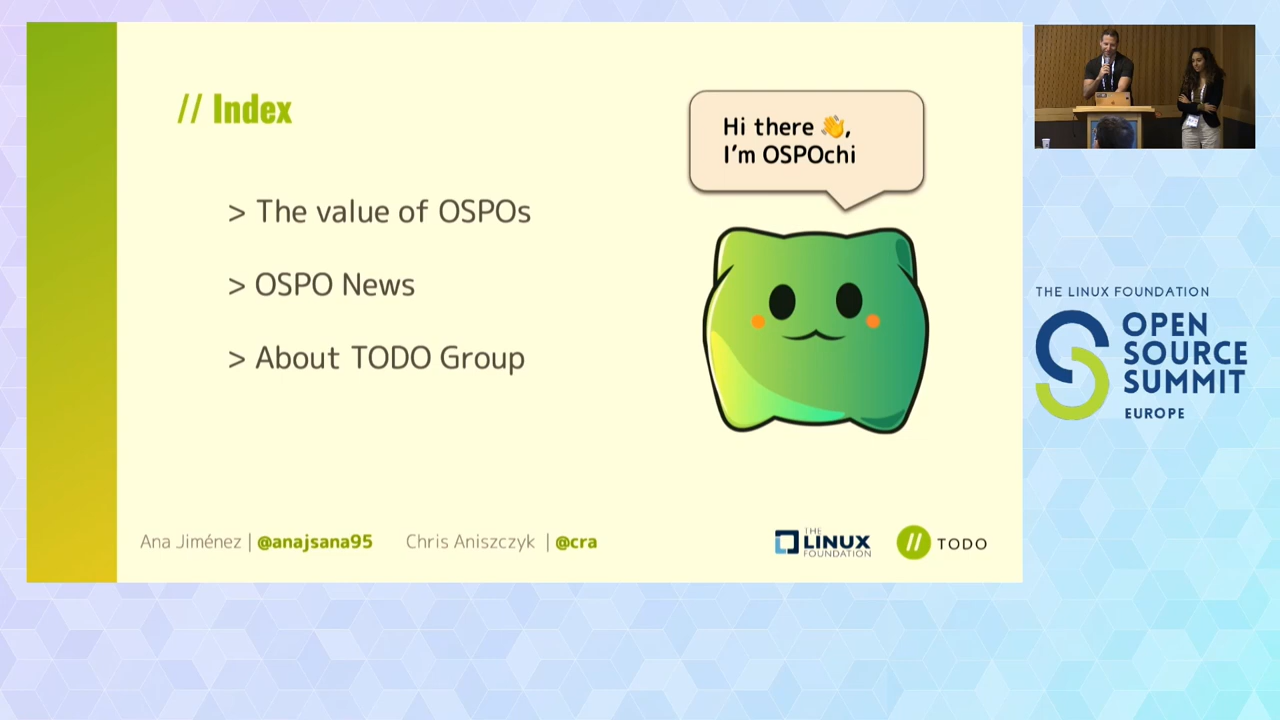 // Index
> The value of OSPOs
> OSPO News
> About TODO Group
Hi there 👋,
I'm OSPOchi
Ana Jiménez | @anajsana95 Chris Aniszczyk | @cra
THE
LINUX
FOUNDATION
// TODO
THE LINUX FOUNDATION
OPEN
SOURCE
SUMMIT
EUROPE